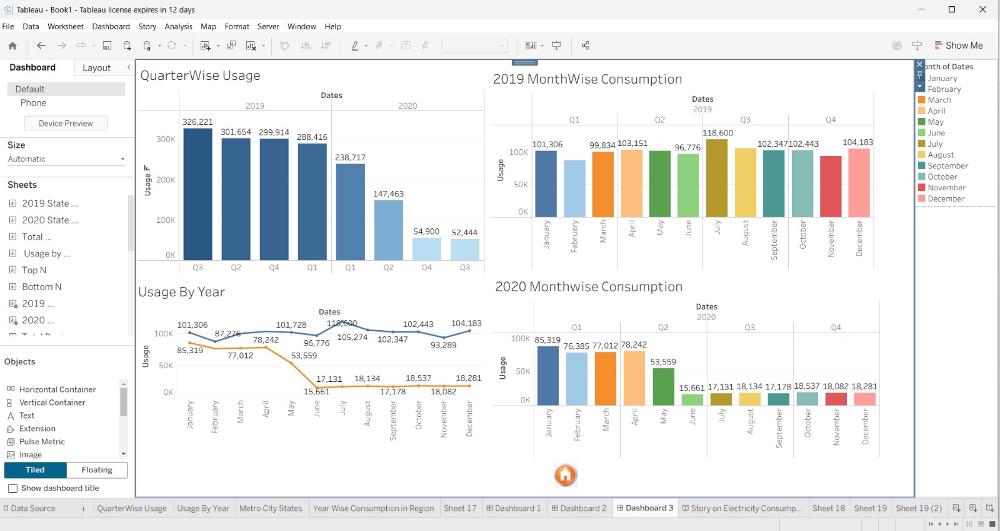 Tableau - Book1 - Tableau license expires in 12 days
File Data Worksheet Dashboard Story Analysis Map Format Server Window Help
Show Me
Dashboard Layout
Default
Phone
Device Preview
Size
Automatic
Sheets
2019 State ...
2020 State ...
Total ...
Usage by ...
Top N
Bottom N
2019 ...
2020 ...
Objects
Horizontal Container
Vertical Container
Text
Extension
Pulse Metric
Image
Tiled Floating
Show dashboard title
QuarterWise Usage
Dates
2019 2020
326,221 301,654 299,914 288,416 238,717 147,463 54,900 52,444
Usage
300K
200K
100K
0K
Q3 Q2 Q4 Q1 Q1 Q2 Q4 Q3
2019 MonthWise Consumption
Dates
2019
Q1 Q2 Q3 Q4
101,306 99,834 103,151 96,776 118,600 102,347 102,443 104,183
Usage
100K
50K
0K
January February March April May June July August September October November December
Usage By Year
Dates
101,306 87,276 101,728 96,776 118,600 105,274 102,347 102,443 93,289 104,183
85,319 77,012 78,242 53,559 15,661 17,131 18,134 17,178 18,537 18,082 18,281
Usage
100K
50K
0K
January February March April May June July August September October November December
2020 Monthwise Consumption
Dates
2020
Q1 Q2 Q3 Q4
85,319 76,385 77,012 78,242 53,559 15,661 17,131 18,134 17,178 18,537 18,082 18,281
Usage
100K
50K
0K
January February March April May June July August September October November December
onth of Dates
January
February
March
April
May
June
July
August
September
October
November
December
Data Source QuarterWise Usage Usage By Year Metro City States Year Wise Consumption in Region Sheet 17 Dashboard 1 Dashboard 2 Dashboard 3 Story on Electricity Consump... Sheet 18 Sheet 19 Sheet 19 (2)